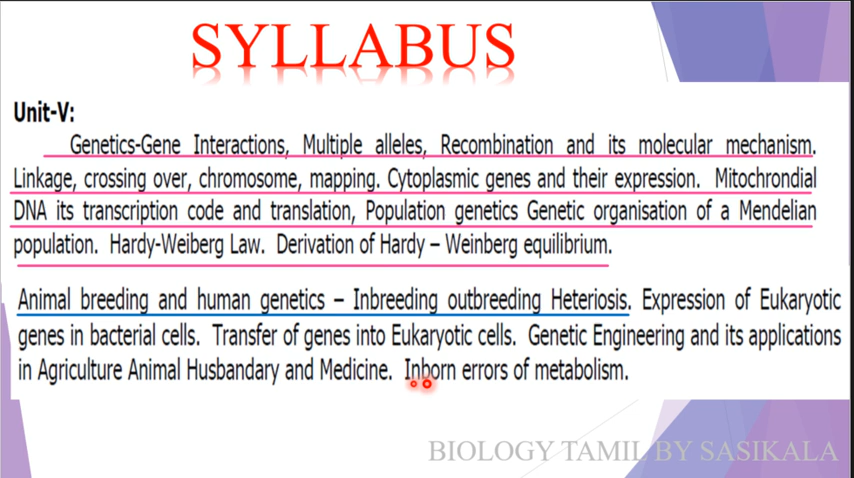 SYLLABUS
Unit-V:
Genetics-Gene Interactions, Multiple alleles, Recombination and its molecular mechanism.
Linkage, crossing over, chromosome, mapping. Cytoplasmic genes and their expression. Mitochrondial
DNA its transcription code and translation, Population genetics Genetic organisation of a Mendelian
population. Hardy-Weiberg Law. Derivation of Hardy – Weinberg equilibrium.
Animal breeding and human genetics – Inbreeding outbreeding Heteriosis. Expression of Eukaryotic
genes in bacterial cells. Transfer of genes into Eukaryotic cells. Genetic Engineering and its applications
in Agriculture Animal Husbandary and Medicine. Inborn errors of metabolism.
BIOLOGY TAMIL BY SASIKALA